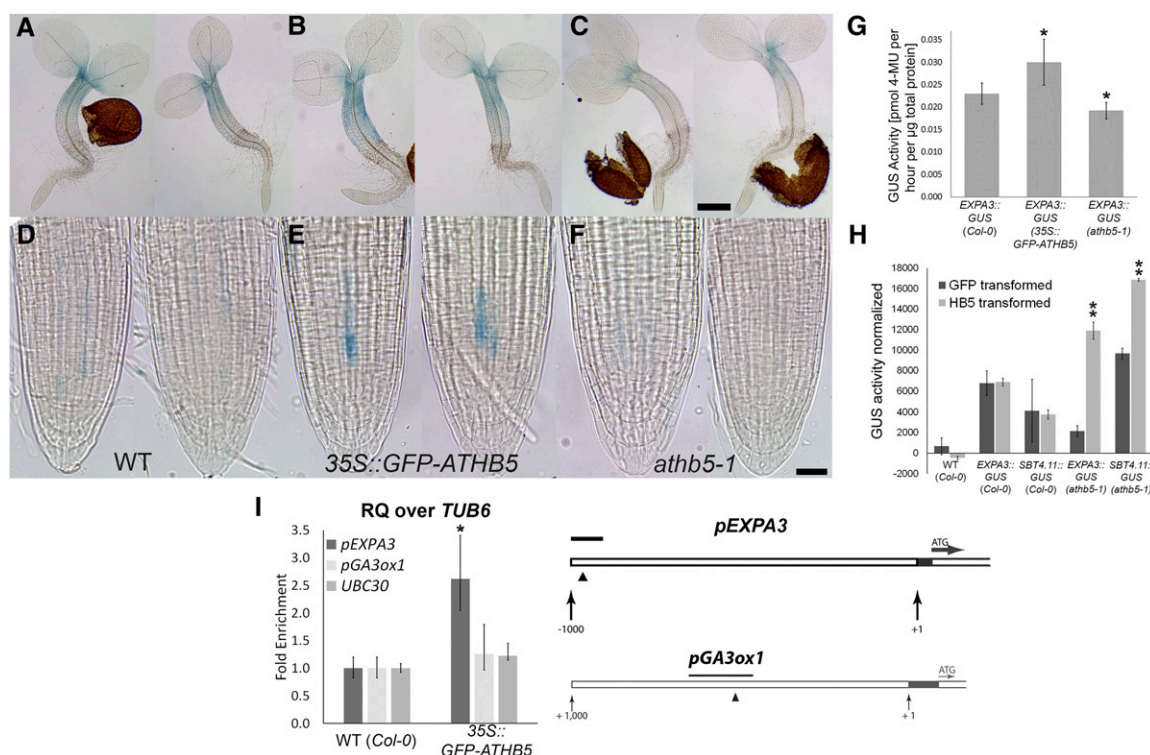 A
B
C
D
E
F
WT
35S::GFP-ATHB5
athb5-1
G
GUS Activity [pmol 4-MU per
hour per µg total protein]
0.035
0.030
0.025
0.020
0.015
0.010
0.005
0.000
*
*
EXPA3::
GUS
(Col-0)
EXPA3::
GUS
(35S::
GFP-ATHB5)
EXPA3::
GUS
(athb5-1)
H
GUS activity normalized
18000
16000
14000
12000
10000
8000
6000
4000
2000
0
-2000
GFP transformed
HB5 transformed
**
**
WT
(Col-0)
EXPA3::
GUS
(Col-0)
SBT4.11::
GUS
(Col-0)
EXPA3::
GUS
(athb5-1)
SBT4.11::
GUS
(athb5-1)
I
RQ over TUB6
Fold Enrichment
3.5
3.0
2.5
2.0
1.5
1.0
0.5
0.0
pEXPA3
pGA3ox1
UBC30
*
WT (Col-0)
35S::
GFP-ATHB5
pEXPA3
ATG
-1000
+1
pGA3ox1
ATG
+1,000
+1